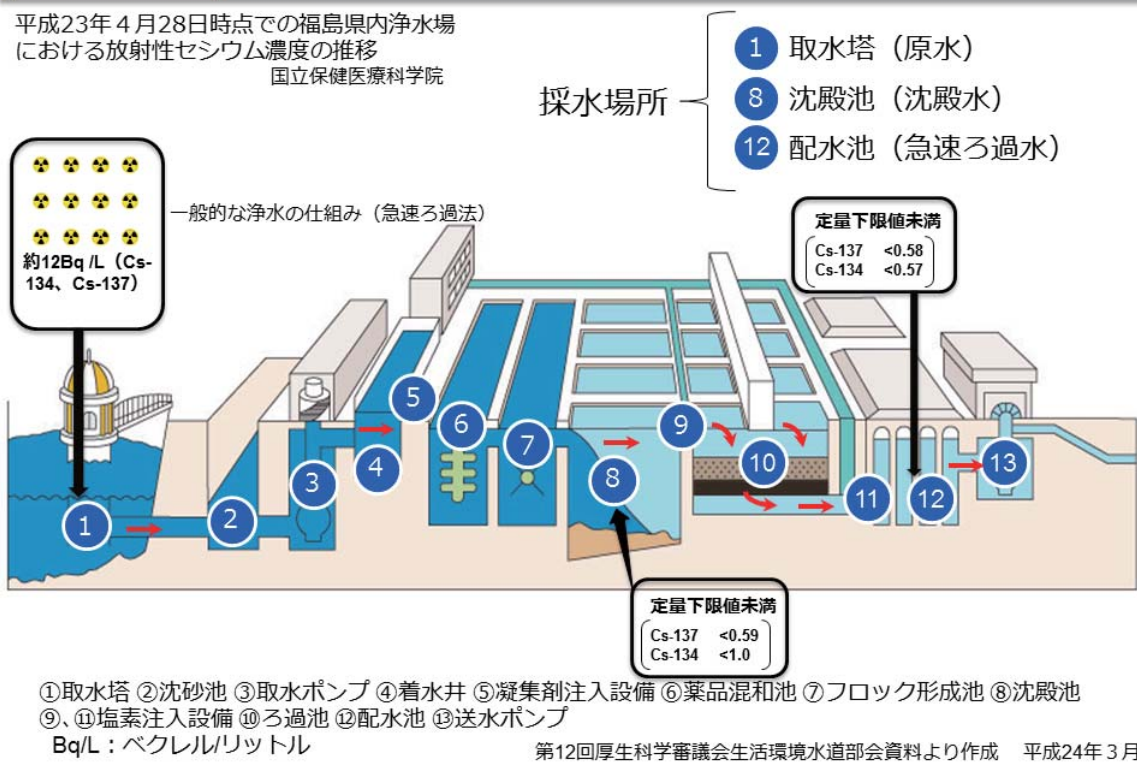 平成23年4月28日時点での福島県内浄水場
における放射性セシウム濃度の推移
国立保健医療科学院
採水場所
1 取水塔（原水）
8 沈殿池（沈殿水）
12 配水池（急速ろ過水）
約12Bq /L（Cs-
134、Cs-137）
一般的な浄水の仕組み（急速ろ過法）
定量下限値未満
Cs-137 <0.58
Cs-134 <0.57
1
2
3
4
5
6
7
8
9
10
11
12
13
定量下限値未満
Cs-137 <0.59
Cs-134 <1.0
①取水塔 ②沈砂池 ③取水ポンプ ④着水井 ⑤凝集剤注入設備 ⑥薬品混和池 ⑦フロック形成池 ⑧沈殿池
⑨、⑪塩素注入設備 ⑩ろ過池 ⑫配水池 ⑬送水ポンプ
Bq/L：ベクレル/リットル
第12回厚生科学審議会生活環境水道部会資料より作成 平成24年3月